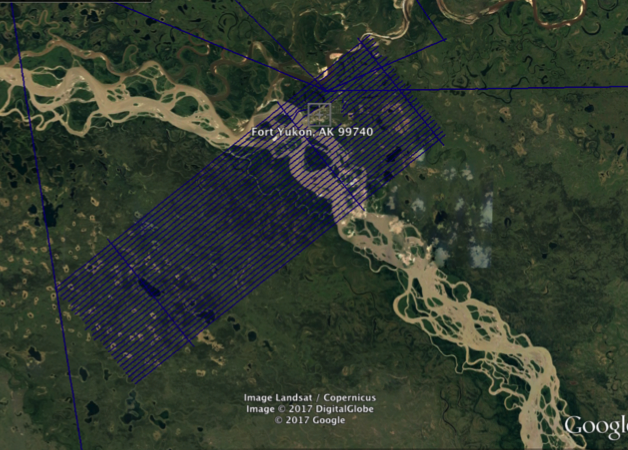 Fort Yukon, AK 99740
Image Landsat / Copernicus
Image © 2017 DigitalGlobe
© 2017 Google
Google